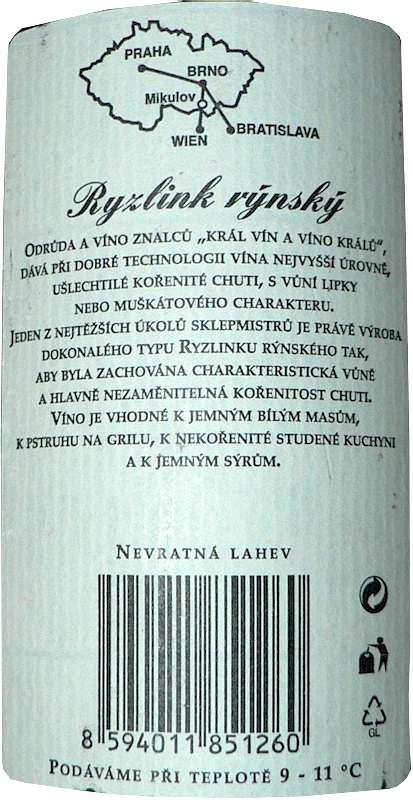 PRAHA
BRNO
Mikulov
WIEN
BRATISLAVA
Ryzlink rýnský
ODRŮDA A VÍNO ZNALCŮ „KRÁL VÍN A VÍNO KRÁLŮ“,
DÁVÁ PŘI DOBRÉ TECHNOLOGII VÍNA NEJVYŠŠÍ ÚROVNĚ,
UŠLECHTILÉ KOŘENITÉ CHUTI, S VŮNÍ LIPKY
NEBO MUŠKÁTOVÉHO CHARAKTERU.
JEDEN Z NEJTĚŽŠÍCH ÚKOLŮ SKLEPMISTRŮ JE PRÁVĚ VÝROBA
DOKONALÉHO TYPU RYZLINKU RÝNSKÉHO TAK,
ABY BYLA ZACHOVÁNA CHARAKTERISTICKÁ VŮNĚ
A HLAVNĚ NEZAMĚNITELNÁ KOŘENITOST CHUTI.
VÍNO JE VHODNÉ K JEMNÝM BÍLÝM MASŮM,
K PSTRUHU NA GRILU, K NEKOŘENITÉ STUDENÉ KUCHYNI
A K JEMNÝM SÝRŮM.
NEVRATNÁ LAHEV
8 594011 851260
GL
PODÁVÁME PŘI TEPLOTĚ 9 - 11 °C